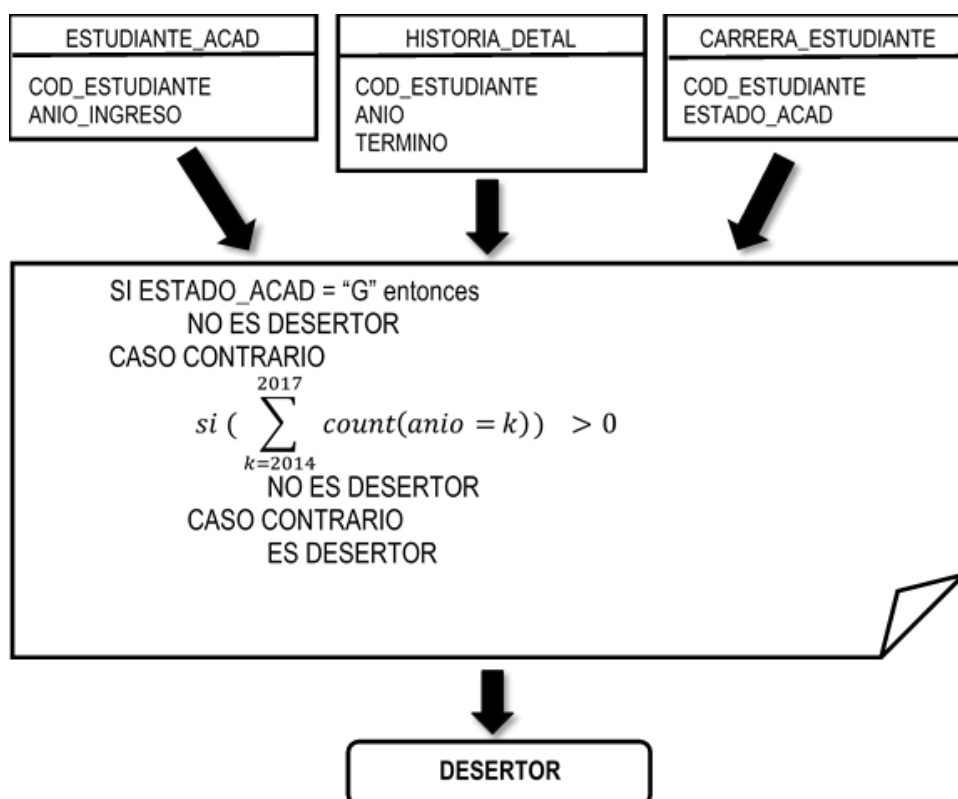 ESTUDIANTE_ACAD
COD_ESTUDIANTE
ANIO_INGRESO
HISTORIA_DETAL
COD_ESTUDIANTE
ANIO
TERMINO
CARRERA_ESTUDIANTE
COD_ESTUDIANTE
ESTADO_ACAD
SI ESTADO_ACAD = “G” entonces
NO ES DESERTOR
CASO CONTRARIO
2017
si ( ∑ count(anio = k)) > 0
k=2014
NO ES DESERTOR
CASO CONTRARIO
ES DESERTOR
DESERTOR